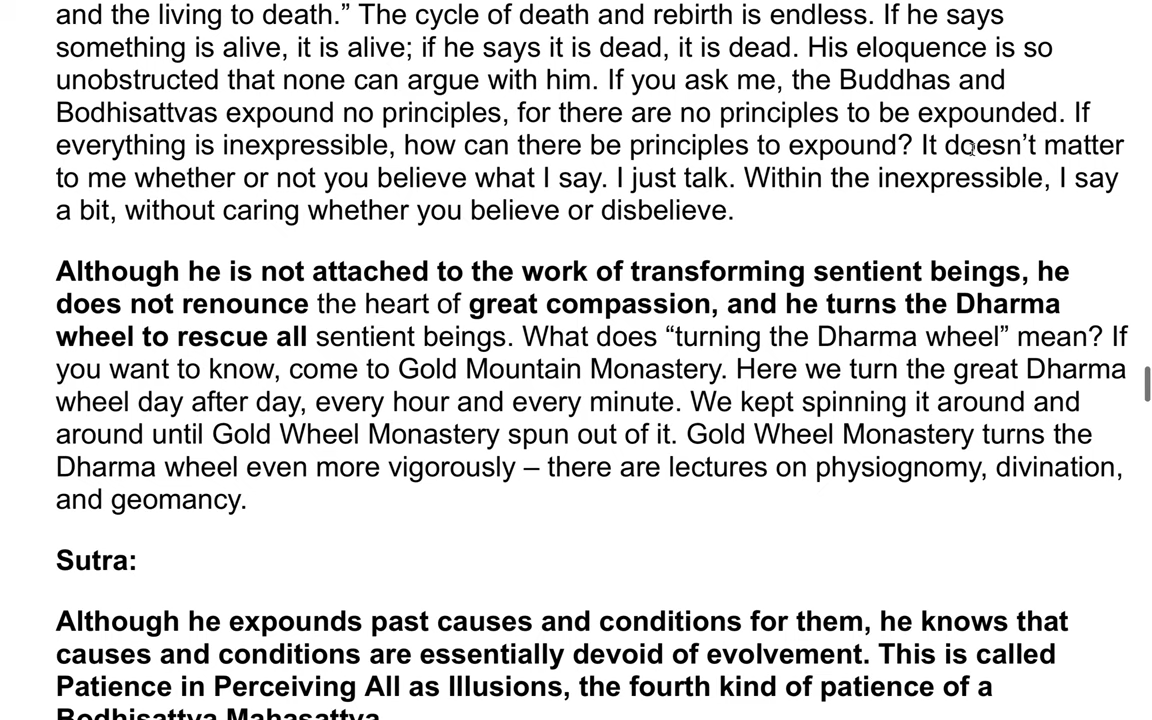 and the living to death.” The cycle of death and rebirth is endless. If he says
something is alive, it is alive; if he says it is dead, it is dead. His eloquence is so
unobstructed that none can argue with him. If you ask me, the Buddhas and
Bodhisattvas expound no principles, for there are no principles to be expounded. If
everything is inexpressible, how can there be principles to expound? It doesn’t matter
to me whether or not you believe what I say. I just talk. Within the inexpressible, I say
a bit, without caring whether you believe or disbelieve.
Although he is not attached to the work of transforming sentient beings, he
does not renounce the heart of great compassion, and he turns the Dharma
wheel to rescue all sentient beings. What does “turning the Dharma wheel” mean? If
you want to know, come to Gold Mountain Monastery. Here we turn the great Dharma
wheel day after day, every hour and every minute. We kept spinning it around and
around until Gold Wheel Monastery spun out of it. Gold Wheel Monastery turns the
Dharma wheel even more vigorously – there are lectures on physiognomy, divination,
and geomancy.
Sutra:
Although he expounds past causes and conditions for them, he knows that
causes and conditions are essentially devoid of evolvement. This is called
Patience in Perceiving All as Illusions, the fourth kind of patience of a
Bodhisattva Mahasattva.